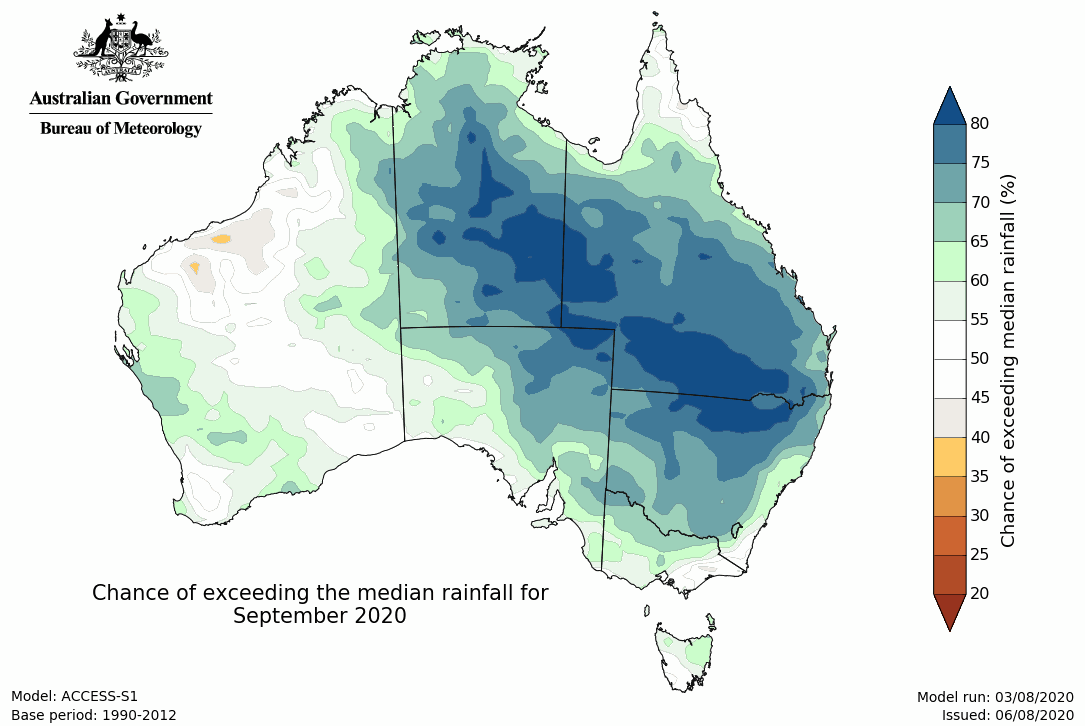 Australian Government
Bureau of Meteorology
80
75
70
65
60
55
50
45
40
35
30
25
20
Chance of exceeding median rainfall (%)
Chance of exceeding the median rainfall for
September 2020
Model: ACCESS-S1
Base period: 1990-2012
Model run: 03/08/2020
Issued: 06/08/2020